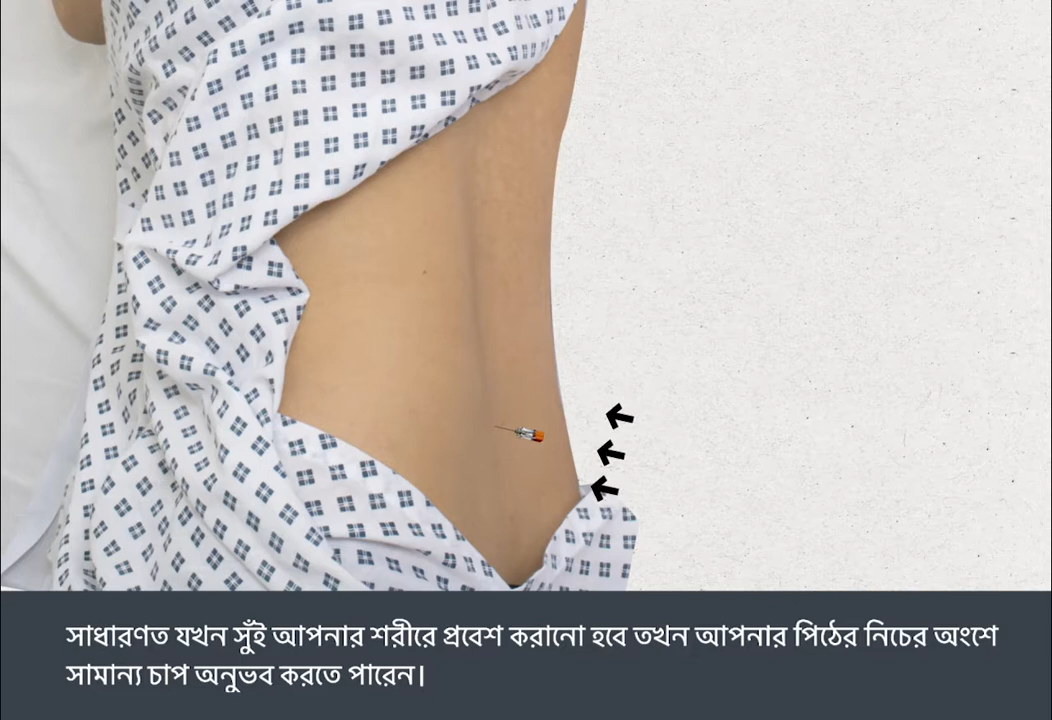 সাধারণত যখন সুঁই আপনার শরীরে প্রবেশ করানো হবে তখন আপনার পিঠের নিচের অংশে
সামান্য চাপ অনুভব করতে পারেন।